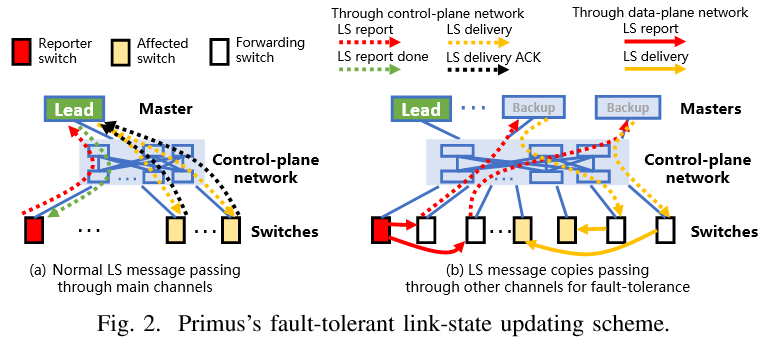 Through control-plane network
Through data-plane network
Reporter switch
Affected switch
Forwarding switch
LS report
LS delivery
LS report done
LS delivery ACK
LS report
LS delivery
Lead
Master
Control-plane network
...
...
Switches
(a) Normal LS message passing
through main channels
Lead
...
Backup
Backup
Masters
Control-plane network
...
...
Switches
(b) LS message copies passing
through other channels for fault-tolerance
Fig. 2. Primus's fault-tolerant link-state updating scheme.